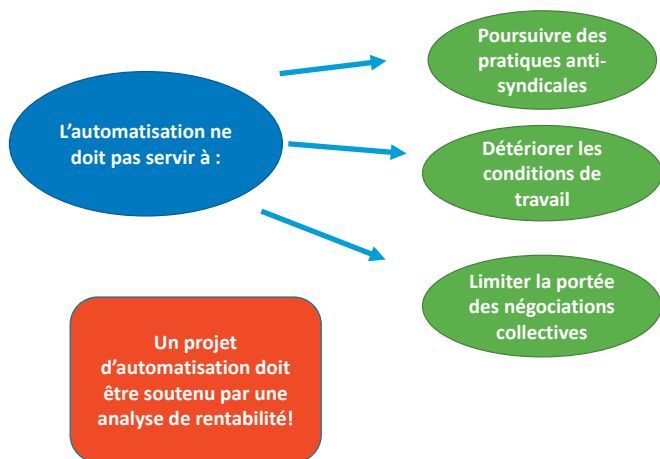 L’automatisation ne
doit pas servir à :
Poursuivre des
pratiques anti-
syndicales
Détériorer les
conditions de
travail
Limiter la portée
des négociations
collectives
Un projet
d’automatisation doit
être soutenu par une
analyse de rentabilité!